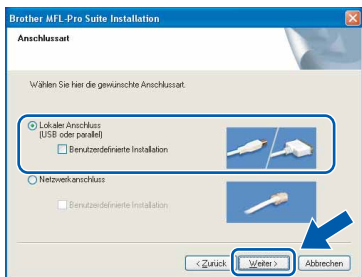 Brother MFL-Pro Suite Installation
Anschlussart
Wählen Sie hier die gewünschte Anschlussart.
Lokaler Anschluss
(USB oder parallel)
Benutzerdefinierte Installation
Netzwerkanschluss
Benutzerdefinierte Installation
< Zurück Weiter > Abbrechen